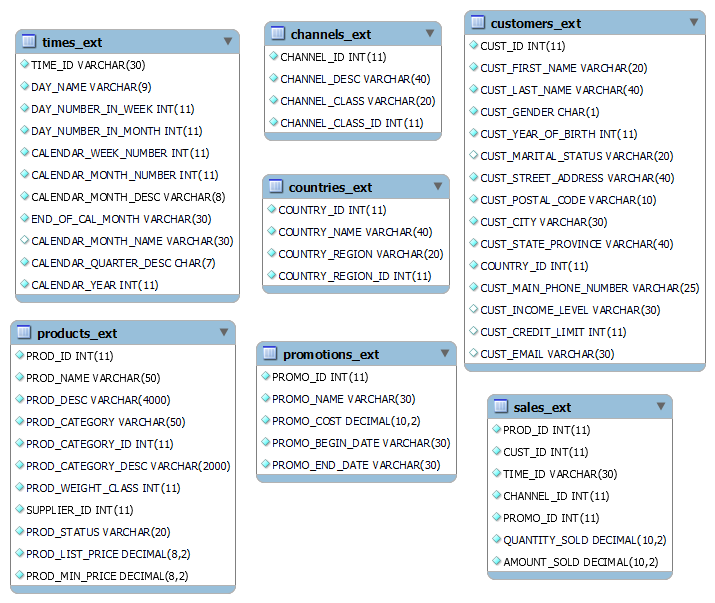 times_ext
TIME_ID VARCHAR(30)
DAY_NAME VARCHAR(9)
DAY_NUMBER_IN_WEEK INT(11)
DAY_NUMBER_IN_MONTH INT(11)
CALENDAR_WEEK_NUMBER INT(11)
CALENDAR_MONTH_NUMBER INT(11)
CALENDAR_MONTH_DESC VARCHAR(8)
END_OF_CAL_MONTH VARCHAR(30)
CALENDAR_MONTH_NAME VARCHAR(30)
CALENDAR_QUARTER_DESC CHAR(7)
CALENDAR_YEAR INT(11)
channels_ext
CHANNEL_ID INT(11)
CHANNEL_DESC VARCHAR(40)
CHANNEL_CLASS VARCHAR(20)
CHANNEL_CLASS_ID INT(11)
customers_ext
CUST_ID INT(11)
CUST_FIRST_NAME VARCHAR(20)
CUST_LAST_NAME VARCHAR(40)
CUST_GENDER CHAR(1)
CUST_YEAR_OF_BIRTH INT(11)
CUST_MARITAL_STATUS VARCHAR(20)
CUST_STREET_ADDRESS VARCHAR(40)
CUST_POSTAL_CODE VARCHAR(10)
CUST_CITY VARCHAR(30)
CUST_STATE_PROVINCE VARCHAR(40)
COUNTRY_ID INT(11)
CUST_MAIN_PHONE_NUMBER VARCHAR(25)
CUST_INCOME_LEVEL VARCHAR(30)
CUST_CREDIT_LIMIT INT(11)
CUST_EMAIL VARCHAR(30)
countries_ext
COUNTRY_ID INT(11)
COUNTRY_NAME VARCHAR(40)
COUNTRY_REGION VARCHAR(20)
COUNTRY_REGION_ID INT(11)
products_ext
PROD_ID INT(11)
PROD_NAME VARCHAR(50)
PROD_DESC VARCHAR(4000)
PROD_CATEGORY VARCHAR(50)
PROD_CATEGORY_ID INT(11)
PROD_CATEGORY_DESC VARCHAR(2000)
PROD_WEIGHT_CLASS INT(11)
SUPPLIER_ID INT(11)
PROD_STATUS VARCHAR(20)
PROD_LIST_PRICE DECIMAL(8,2)
PROD_MIN_PRICE DECIMAL(8,2)
promotions_ext
PROMO_ID INT(11)
PROMO_NAME VARCHAR(30)
PROMO_COST DECIMAL(10,2)
PROMO_BEGIN_DATE VARCHAR(30)
PROMO_END_DATE VARCHAR(30)
sales_ext
PROD_ID INT(11)
CUST_ID INT(11)
TIME_ID VARCHAR(30)
CHANNEL_ID INT(11)
PROMO_ID INT(11)
QUANTITY_SOLD DECIMAL(10,2)
AMOUNT_SOLD DECIMAL(10,2)